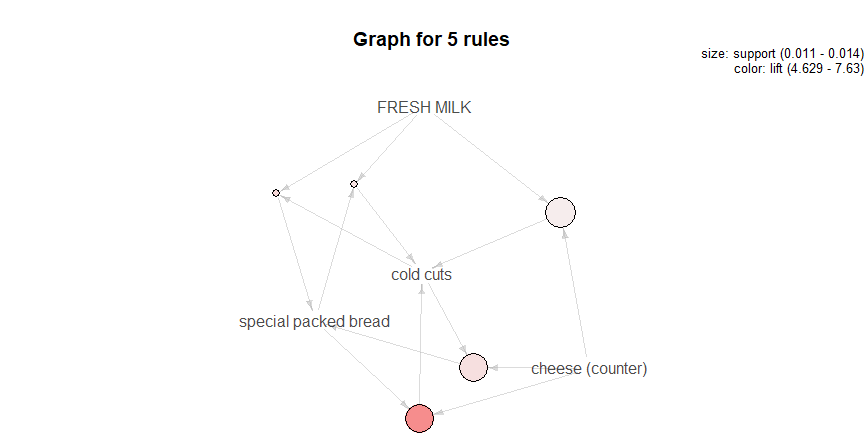 Graph for 5 rules
size: support (0.011 - 0.014)
color: lift (4.629 - 7.63)
FRESH MILK
cold cuts
special packed bread
cheese (counter)